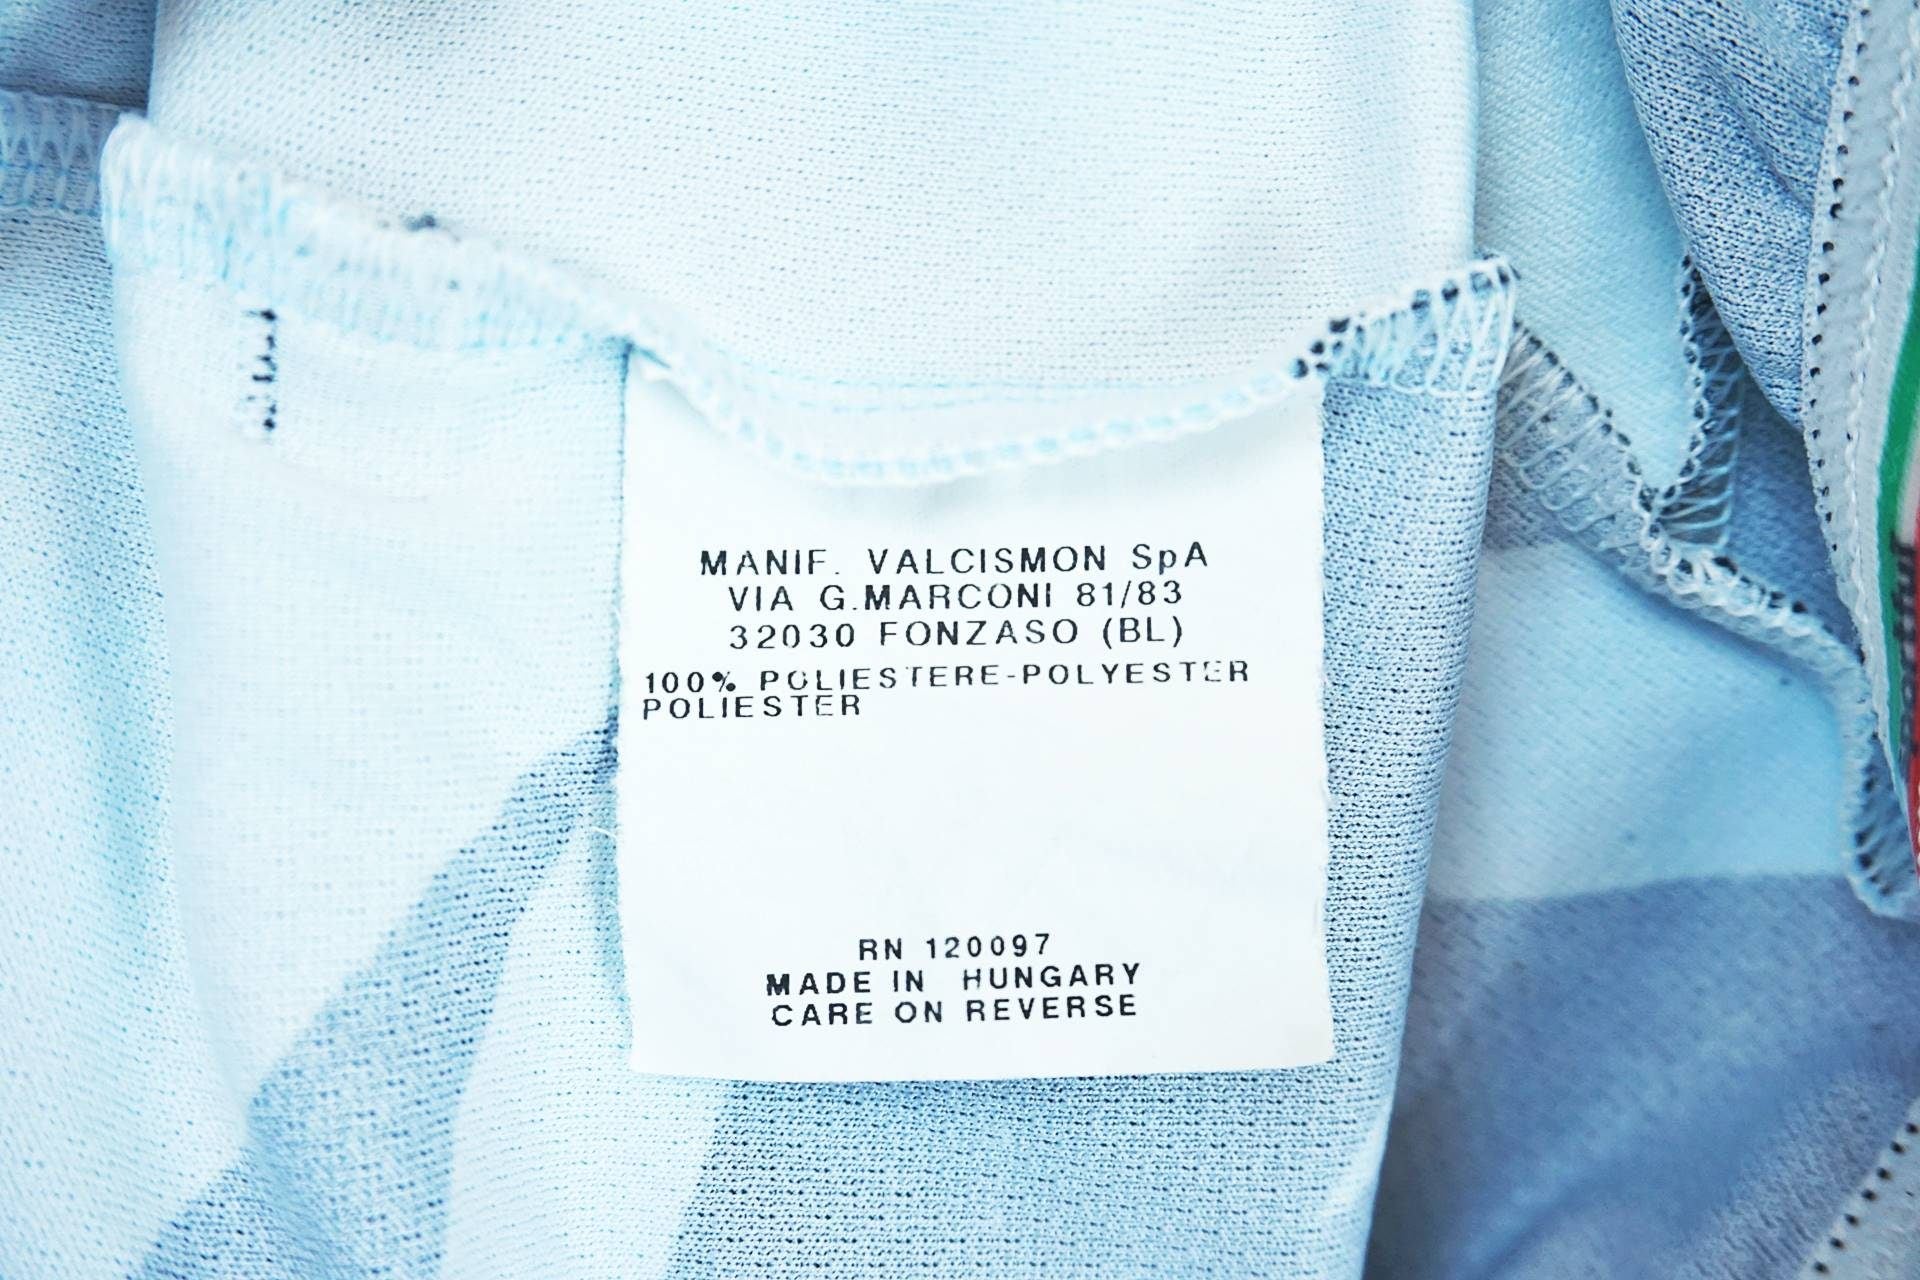 MANIF. VALCISMON SpA
VIA G.MARCONI 81/83
32030 FONZASO (BL)
100% POLIESTERE-POLYESTER
POLIESTER
RN 120097
MADE IN HUNGARY
CARE ON REVERSE